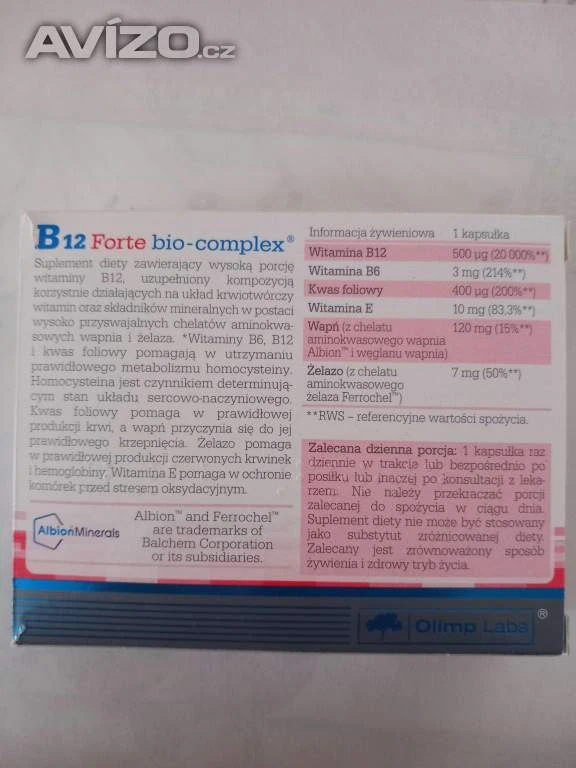 AVÍZO.cz
B12 Forte bio-complex®
Suplement diety zawierający wysoką porcję
witaminy B12, uzupełniony kompozycją
korzystnie działających na układ krwiotwórczy
witamin oraz składników mineralnych w postaci
wysoko przyswajalnych chelatów aminokwa-
sowych wapnia i żelaza. *Witaminy B6, B12
i kwas foliowy pomagają w utrzymaniu
prawidłowego metabolizmu homocysteiny.
Homocysteina jest czynnikiem determinują-
cym stan układu sercowo-naczyniowego.
Kwas foliowy pomaga w prawidłowej
produkcji krwi, a wapń przyczynia się do jej
prawidłowego krzepnięcia. Żelazo pomaga
w prawidłowej produkcji czerwonych krwinek
i hemoglobiny. Witamina E pomaga w ochronie
komórek przed stresem oksydacyjnym.
AlbionMinerals
Albion™ and Ferrochel™
are trademarks of
Balchem Corporation
or its subsidiaries.
Informacja żywieniowa 1 kapsułka
Witamina B12 500 µg (20 000%**)
Witamina B6 3 mg (214%**)
Kwas foliowy 400 µg (200%**)
Witamina E 10 mg (83,3%**)
Wapń (z chelatu 120 mg (15%**)
aminokwasowego wapnia
Albion™ i węglanu wapnia)
Żelazo (z chelatu 7 mg (50%**)
aminokwasowego
żelaza Ferrochel™)
**RWS – referencyjne wartości spożycia.
Zalecana dzienna porcja: 1 kapsułka raz
dziennie w trakcie lub bezpośrednio po
posiłku lub inaczej po konsultacji z leka-
rzem. Nie należy przekraczać porcji
zalecanej do spożycia w ciągu dnia.
Suplement diety nie może być stosowany
jako substytut zróżnicowanej diety.
Zalecany jest zrównoważony sposób
żywienia i zdrowy tryb życia.
Olimp Labs®